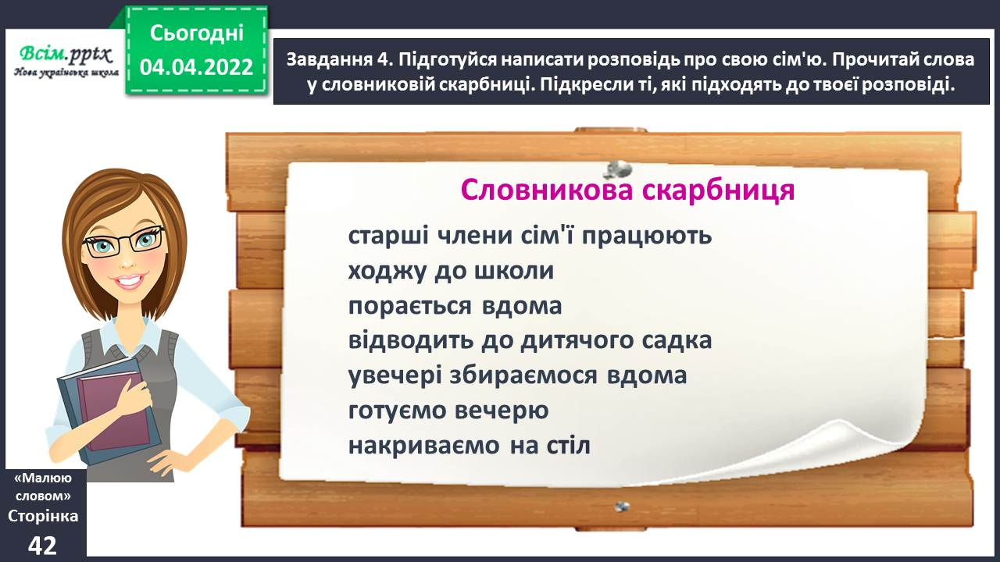 Всім.pptx
Нова українська школа
Сьогодні
04.04.2022
Завдання 4. Підготуйся написати розповідь про свою сім'ю. Прочитай слова
у словниковій скарбниці. Підкресли ті, які підходять до твоєї розповіді.
Словникова скарбниця
старші члени сім'ї працюють
ходжу до школи
порається вдома
відводить до дитячого садка
увечері збираємося вдома
готуємо вечерю
накриваємо на стіл
«Малюю
словом»
Сторінка
42